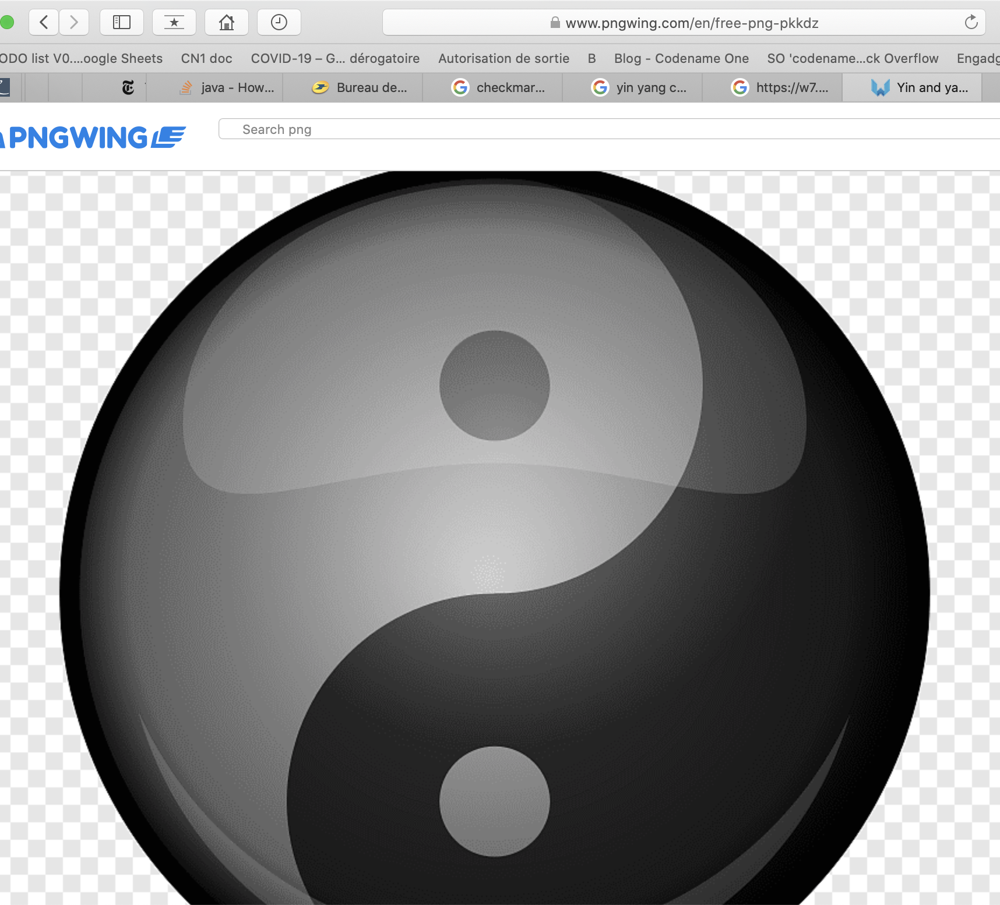 www.pngwing.com/en/free-png-pkkdz
ODO list V0....oogle Sheets CN1 doc COVID-19 – G... dérogatoire Autorisation de sortie B Blog - Codename One SO 'codename...ck Overflow Engadg
java - How... Bureau de... checkmar... yin yang c... https://w7.... Yin and ya...
PNGWING Search png